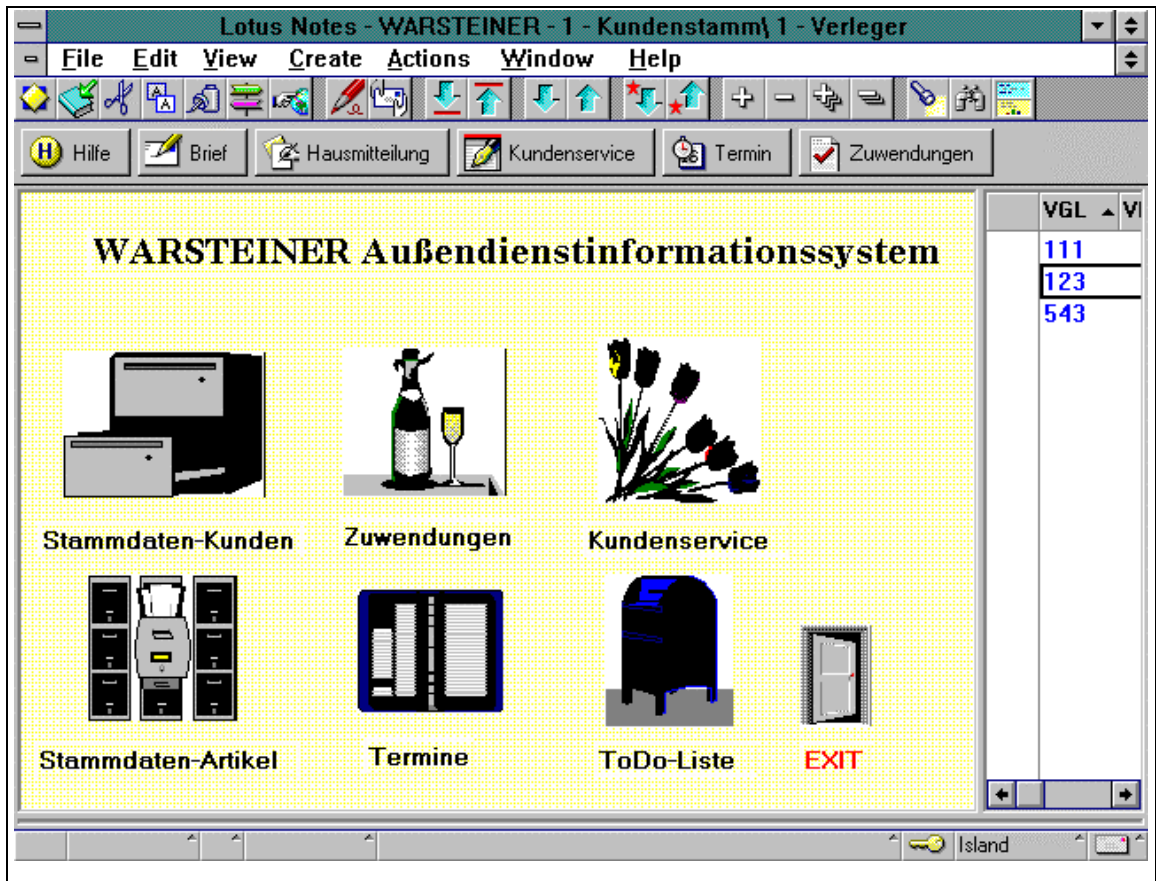 Lotus Notes - WARSTEINER - 1 - Kundenstamm\ 1 - Verleger
File Edit View Create Actions Window Help
H Hilfe Brief Hausmitteilung Kundenservice Termin Zuwendungen
WARSTEINER Außendienstinformationssystem
VGL
111
123
543
Stammdaten-Kunden Zuwendungen Kundenservice
Stammdaten-Artikel Termine ToDo-Liste EXIT
Island